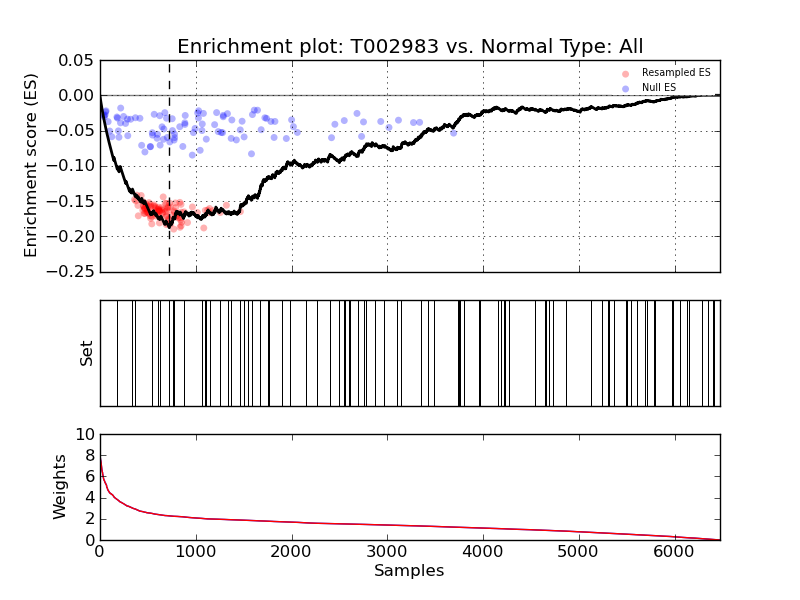 Enrichment plot: T002983 vs. Normal Type: All
Enrichment score (ES)
0.05
0.00
−0.05
−0.10
−0.15
−0.20
−0.25
Resampled ES
Null ES
Set
Weights
10
8
6
4
2
0
0 1000 2000 3000 4000 5000 6000
Samples